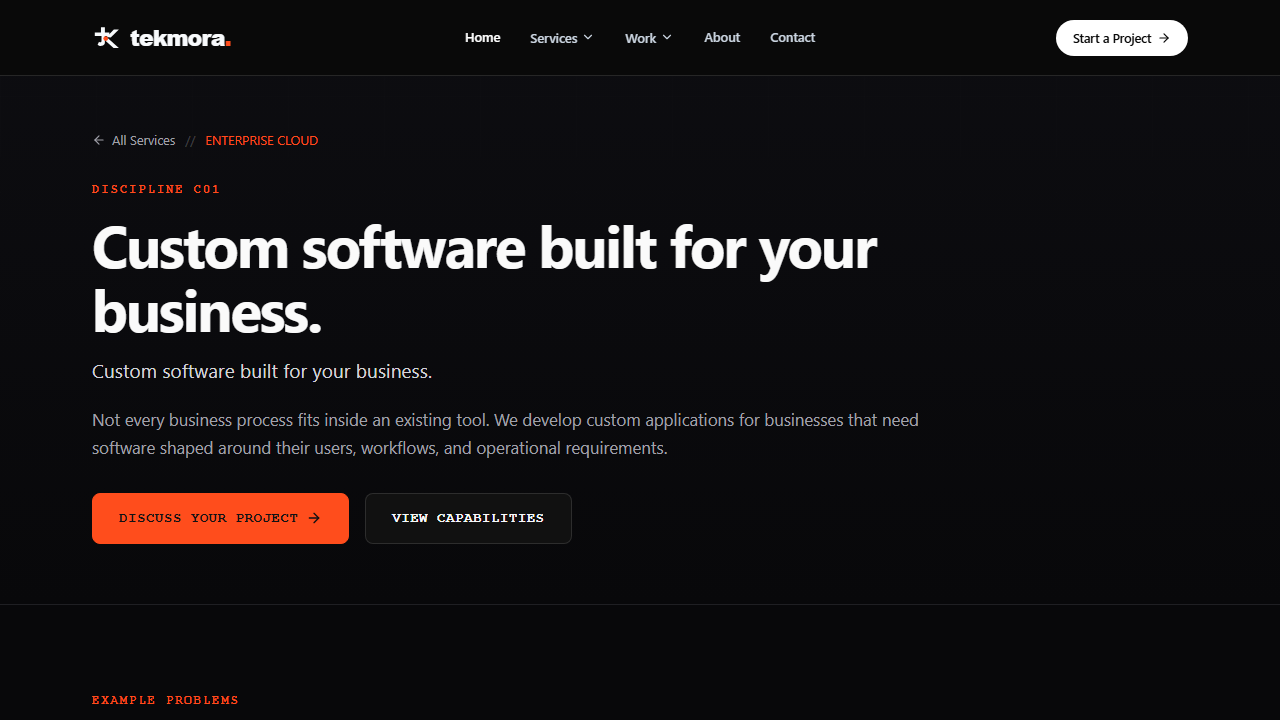 tekmora.
Home Services Work About Contact
Start a Project →
← All Services // ENTERPRISE CLOUD
DISCIPLINE C01
Custom software built for your
business.
Custom software built for your business.
Not every business process fits inside an existing tool. We develop custom applications for businesses that need
software shaped around their users, workflows, and operational requirements.
DISCUSS YOUR PROJECT →
VIEW CAPABILITIES
EXAMPLE PROBLEMS